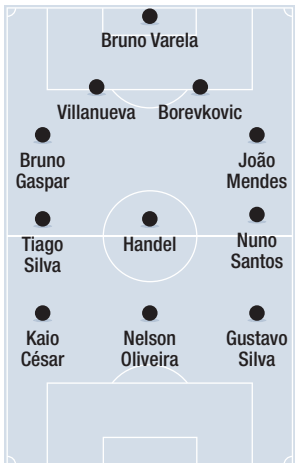 Bruno Varela
Villanueva
Borevkovic
Bruno
Gaspar
João
Mendes
Tiago
Silva
Handel
Nuno
Santos
Kaio
César
Nelson
Oliveira
Gustavo
Silva